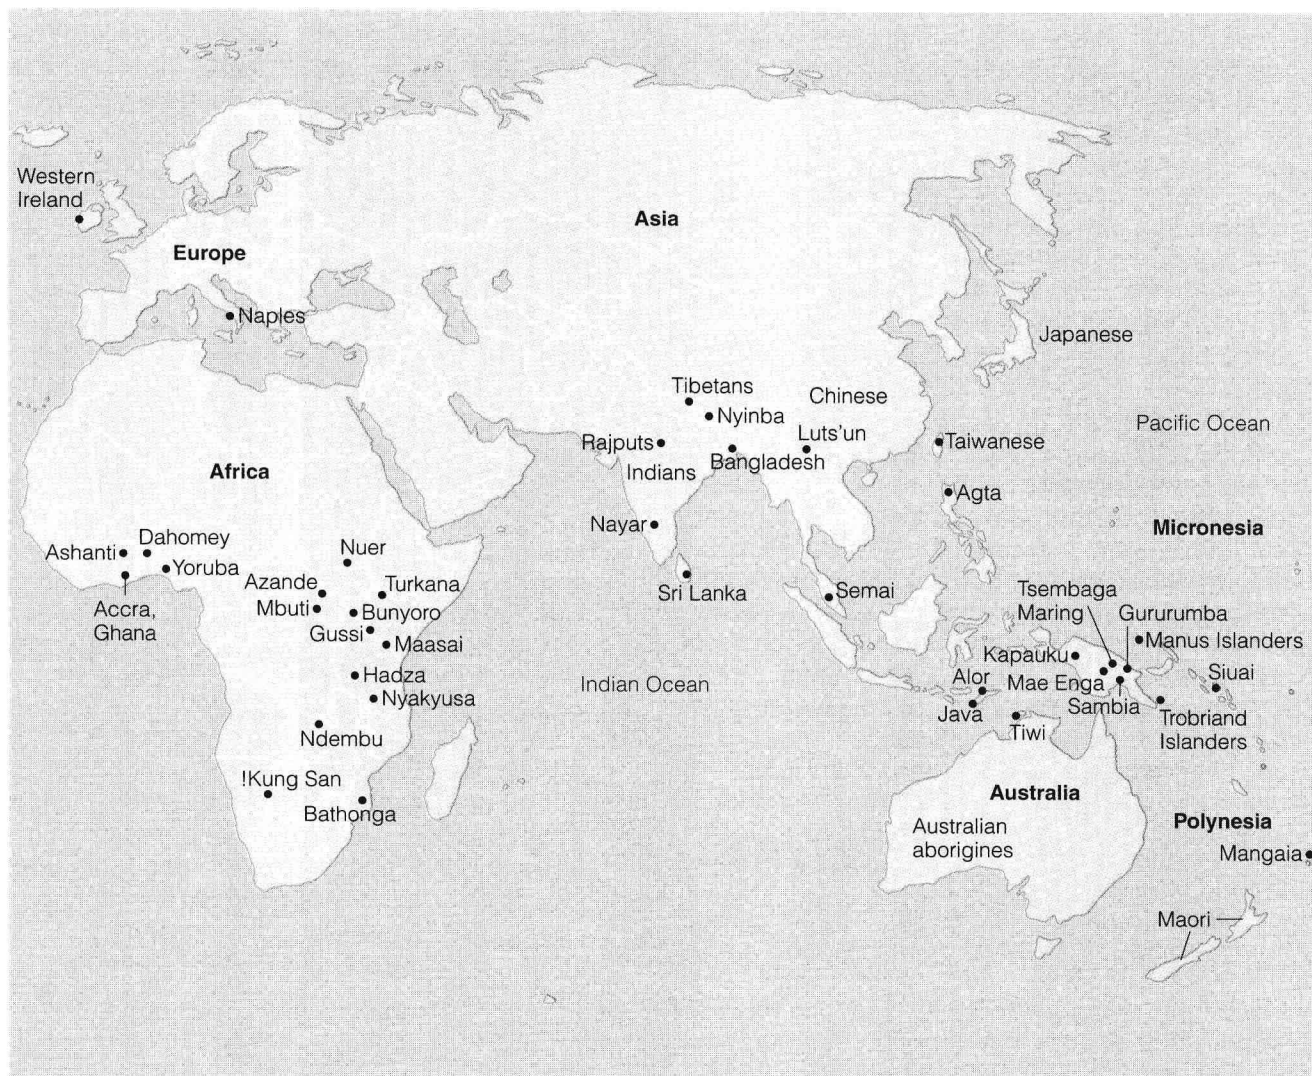 Western
Ireland
Asia
Europe
Naples
Japanese
Tibetans
Chinese
Nyinba
Pacific Ocean
Luts'un
Rajputs
Taiwanese
Bangladesh
Africa
Indians
Agta
Nayar
Micronesia
Dahomey
Nuer
Ashanti
Yoruba
Azande
Turkana
Sri Lanka
Semai
Tsembaga
Maring
Mbuti
Bunyoro
Accra,
Ghana
Gururumba
Gussi
Maasai
Manus Islanders
Kapauku
Hadza
Siuai
Alor
Mae Enga
Indian Ocean
Nyakyusa
Sambia
Java
Trobriand
Islanders
Tiwi
Ndembu
!Kung San
Australia
Bathonga
Polynesia
Australian
aborigines
Mangaia
Maori